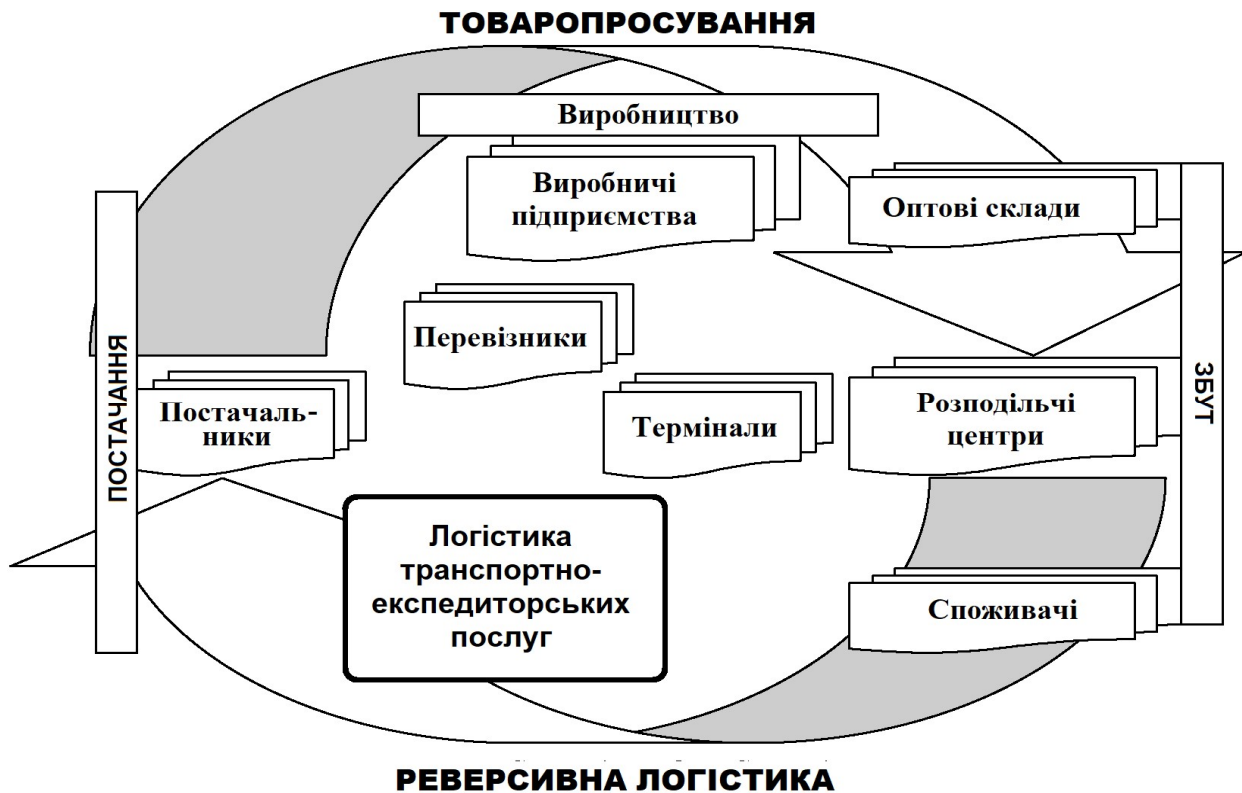 ТОВАРОПРОСУВАННЯ
Виробництво
Виробничі
підприємства
Оптові склади
Перевізники
ПОСТАЧАННЯ
Постачаль-
ники
Термінали
Розподільчі
центри
ЗБУТ
Логістика
транспортно-
експедиторських
послуг
Споживачі
РЕВЕРСИВНА ЛОГІСТИКА